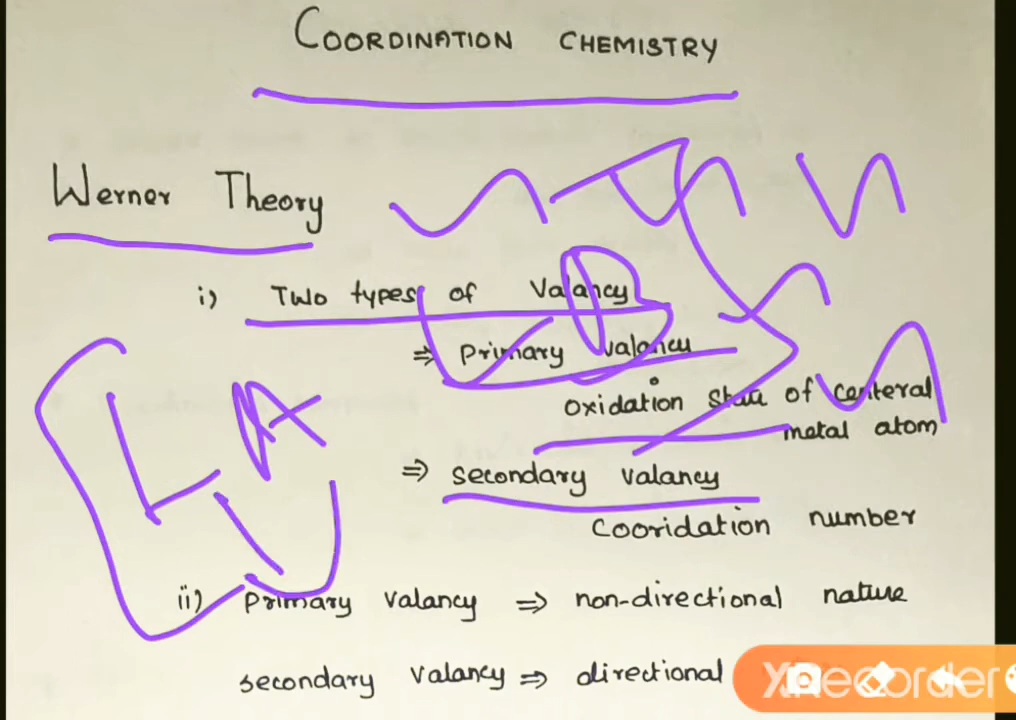 COORDINATION CHEMISTRY
Werner Theory
i) Two types of Valancy
⇒ Primary valancy
oxidation state of centeral
metal atom
⇒ secondary valancy
Cooridation number
ii) Primary valancy ⇒ non-directional nature
secondary valancy ⇒ directional
XRecorder